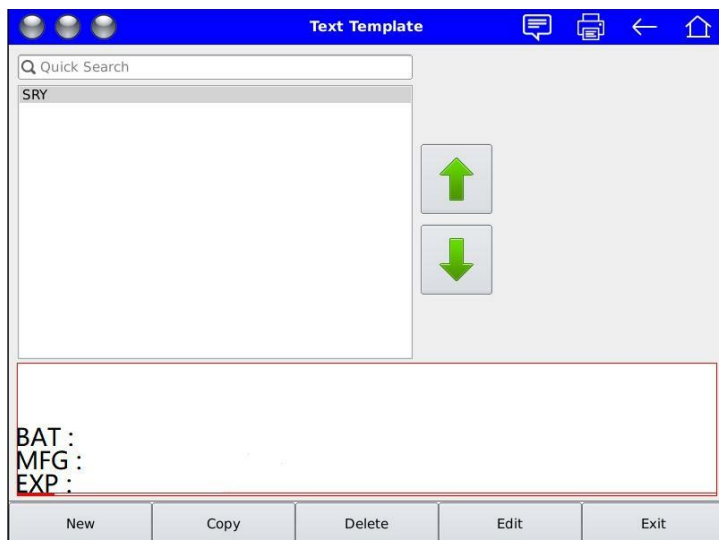 Text Template
Quick Search
SRY
BAT :
MFG :
EXP :
New Copy Delete Edit Exit